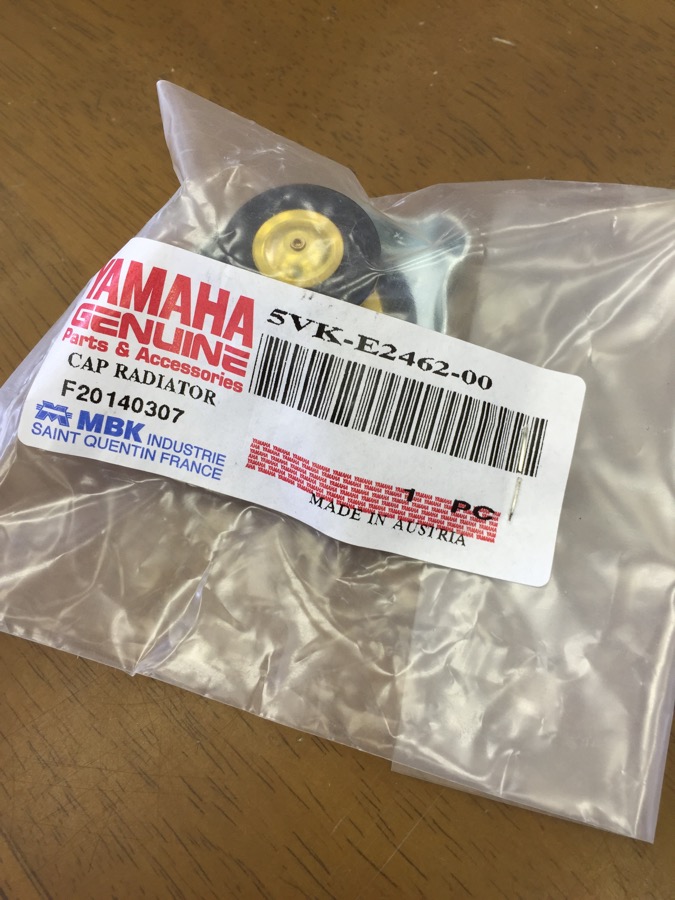 YAMAHA
GENUINE
Parts & Accessories
CAP RADIATOR
F20140307
MBK INDUSTRIE
SAINT QUENTIN FRANCE
5VK-E2462-00
1 PC
MADE IN AUSTRIA